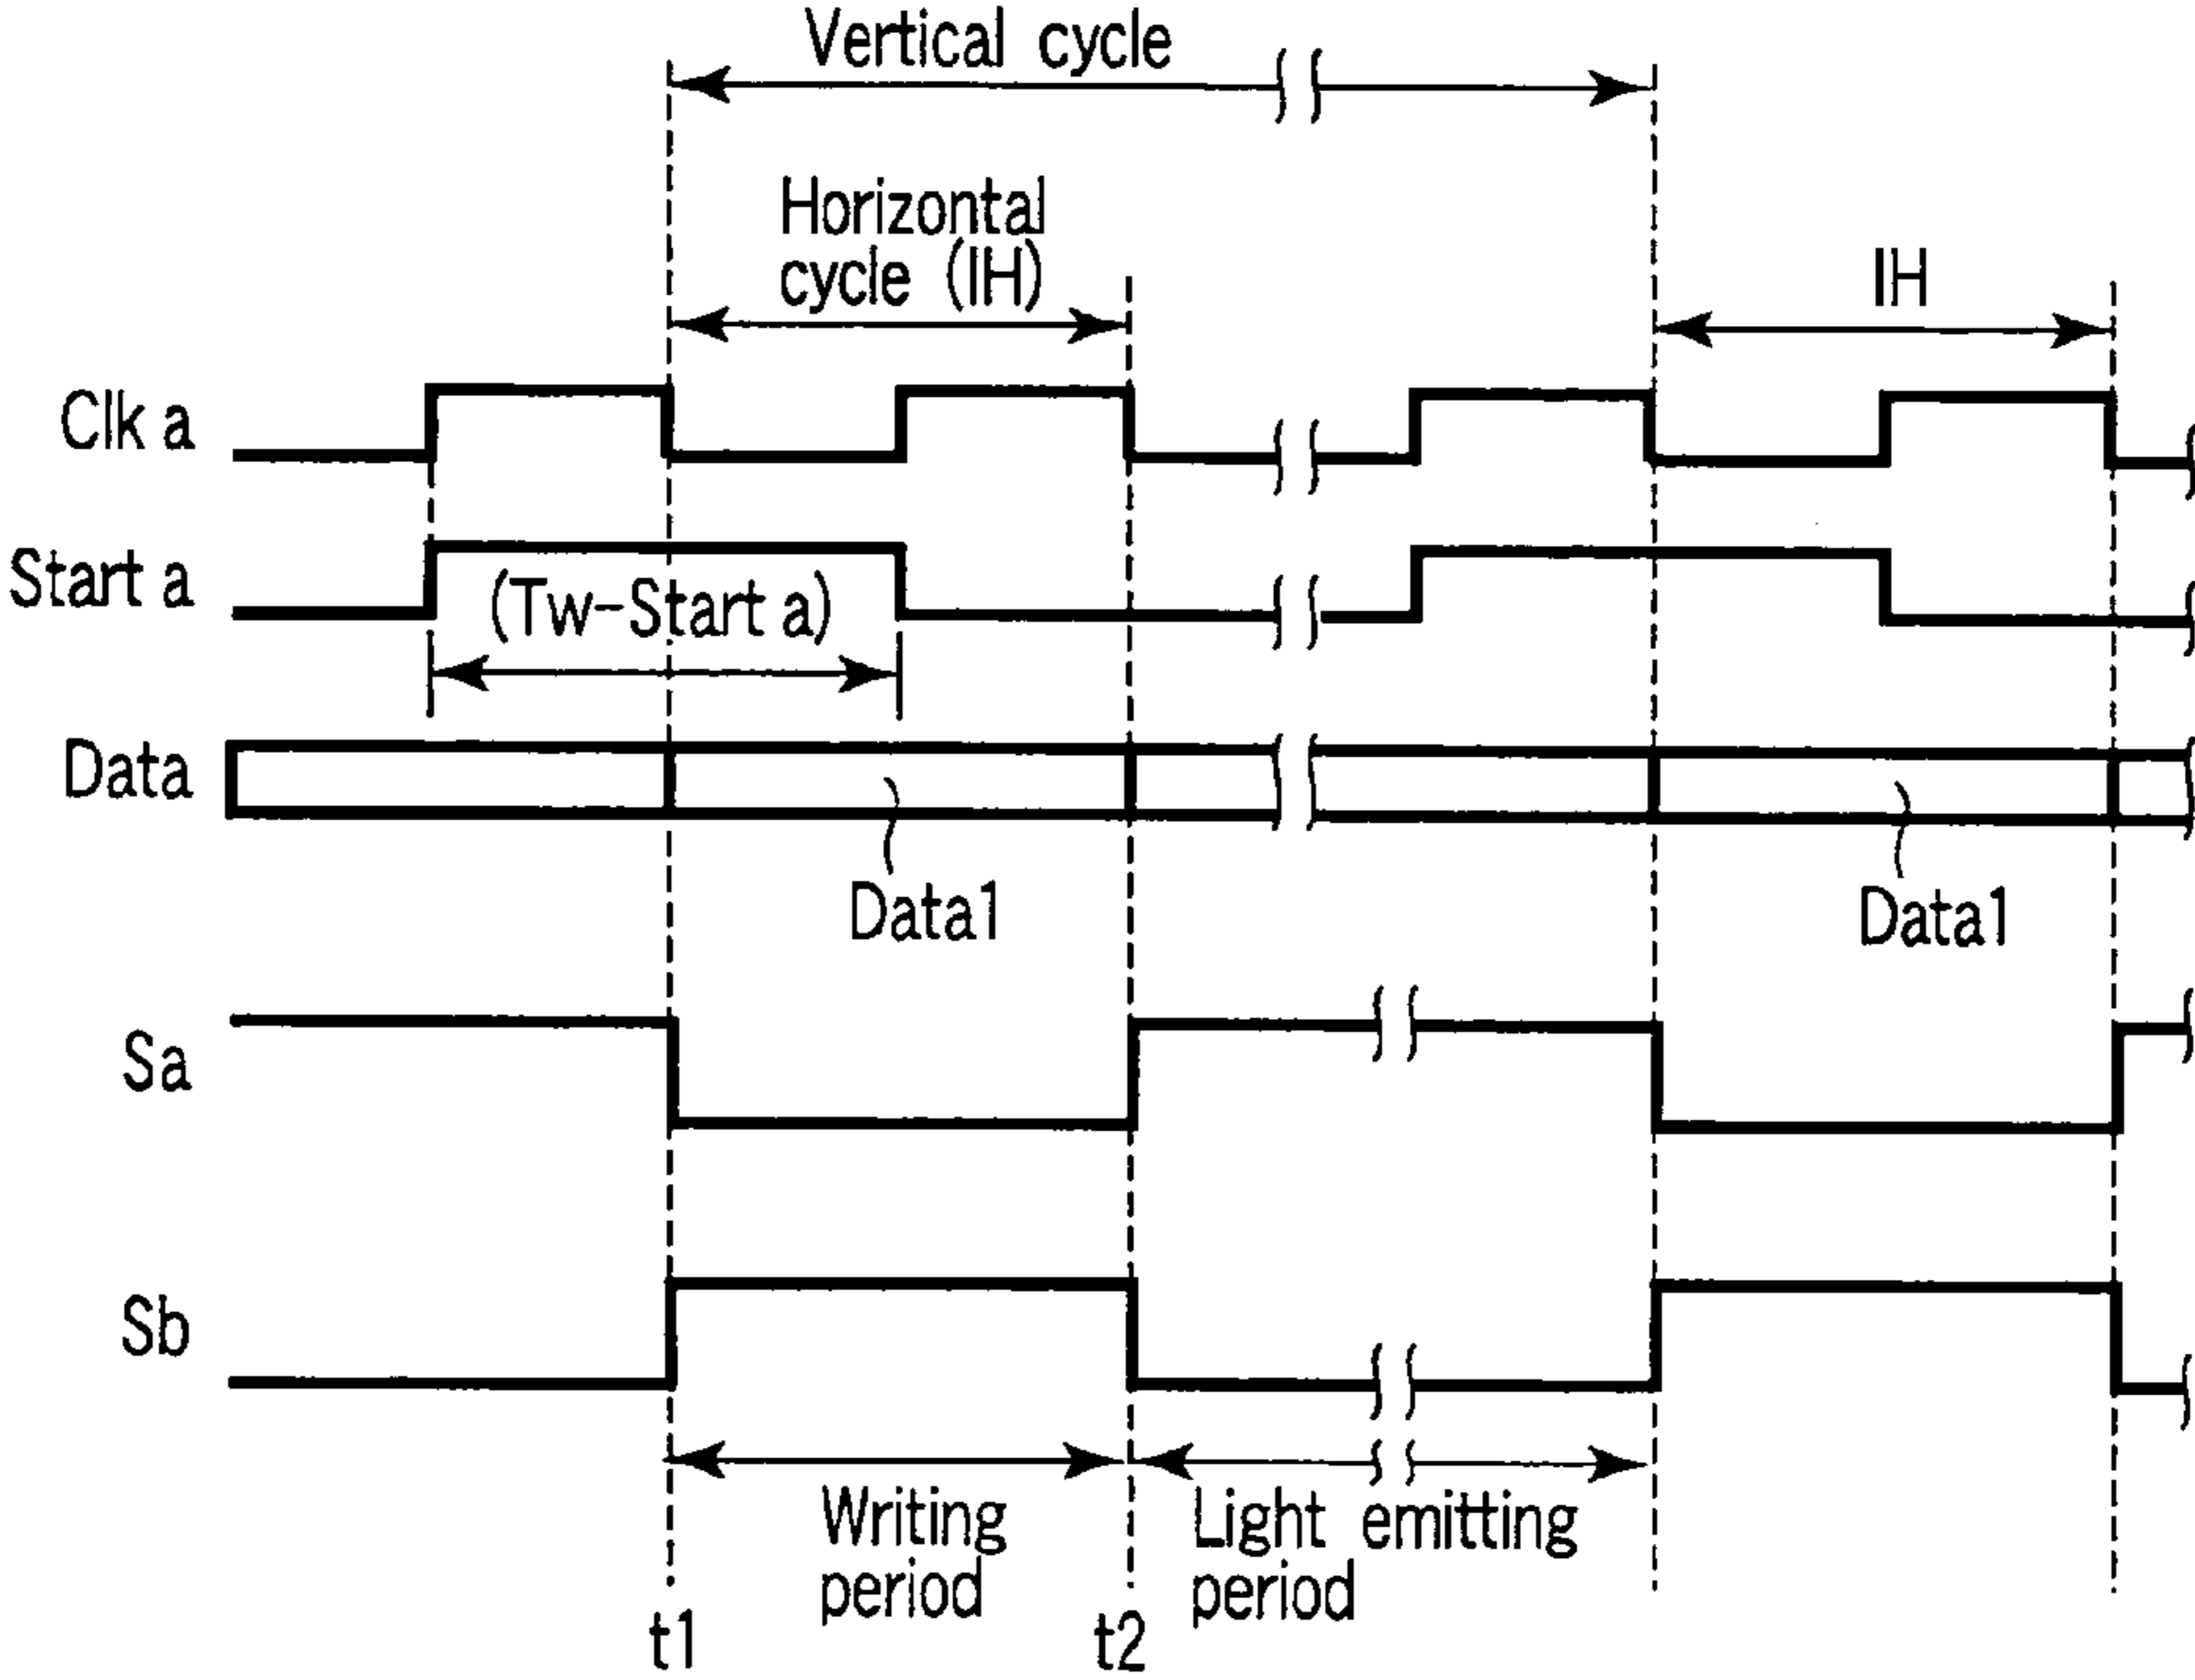 Vertical cycle
Horizontal
cycle (IH)
IH
Clk a
Start a
(Tw-Start a)
Data
Data1
Data1
Sa
Sb
Writing
period
Light emitting
period
t1
t2